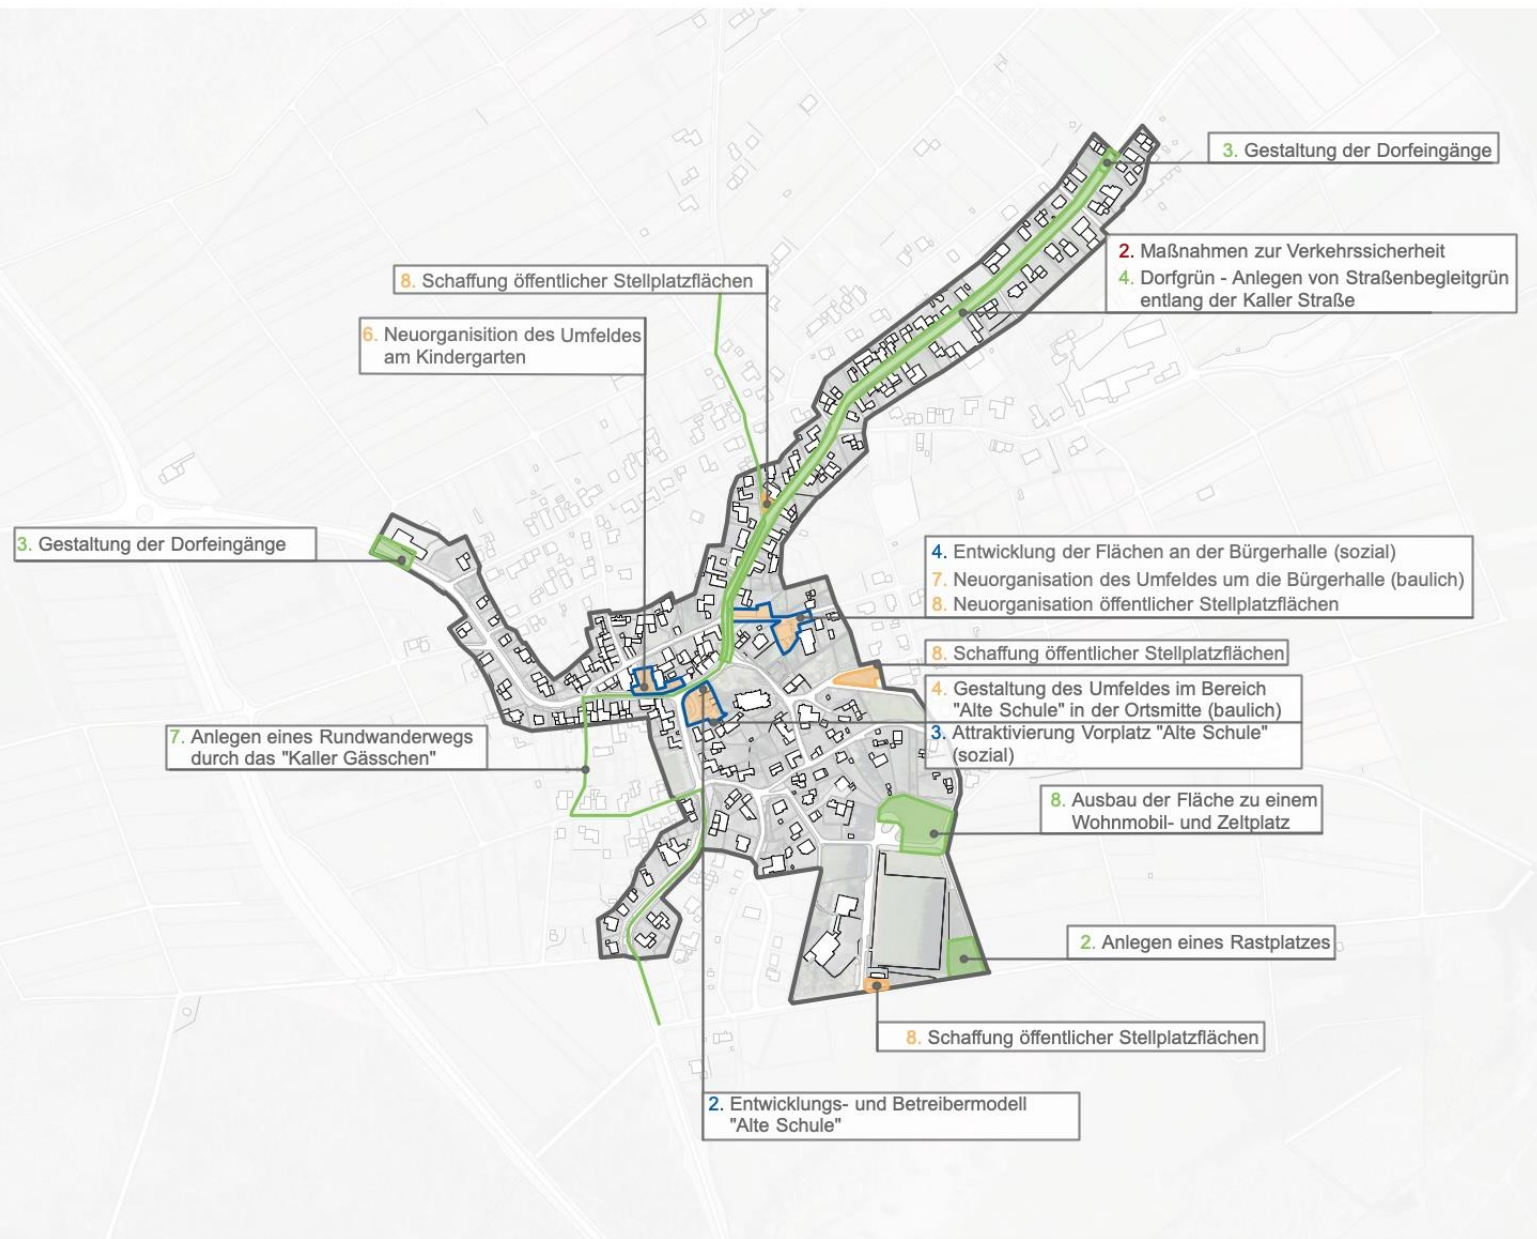 3. Gestaltung der Dorfeingänge
2. Maßnahmen zur Verkehrssicherheit
4. Dorfgrün - Anlegen von Straßenbegleitgrün
entlang der Kaller Straße
8. Schaffung öffentlicher Stellplatzflächen
6. Neuorganisition des Umfeldes
am Kindergarten
3. Gestaltung der Dorfeingänge
4. Entwicklung der Flächen an der Bürgerhalle (sozial)
7. Neuorganisation des Umfeldes um die Bürgerhalle (baulich)
8. Neuorganisation öffentlicher Stellplatzflächen
8. Schaffung öffentlicher Stellplatzflächen
4. Gestaltung des Umfeldes im Bereich
"Alte Schule" in der Ortsmitte (baulich)
3. Attraktivierung Vorplatz "Alte Schule"
(sozial)
7. Anlegen eines Rundwanderwegs
durch das "Kaller Gässchen"
8. Ausbau der Fläche zu einem
Wohnmobil- und Zeltplatz
2. Anlegen eines Rastplatzes
8. Schaffung öffentlicher Stellplatzflächen
2. Entwicklungs- und Betreibermodell
"Alte Schule"